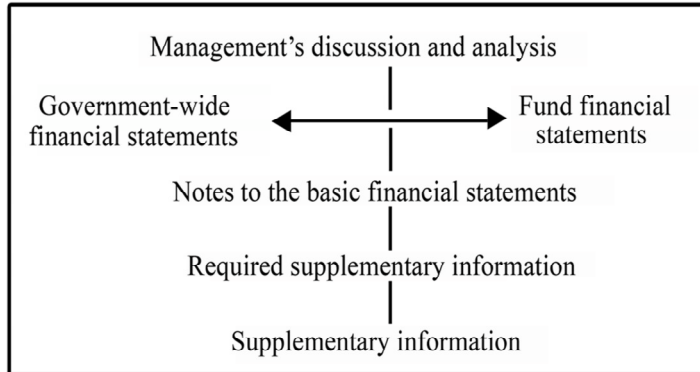 Management’s discussion and analysis
Government-wide
financial statements
Fund financial
statements
Notes to the basic financial statements
Required supplementary information
Supplementary information